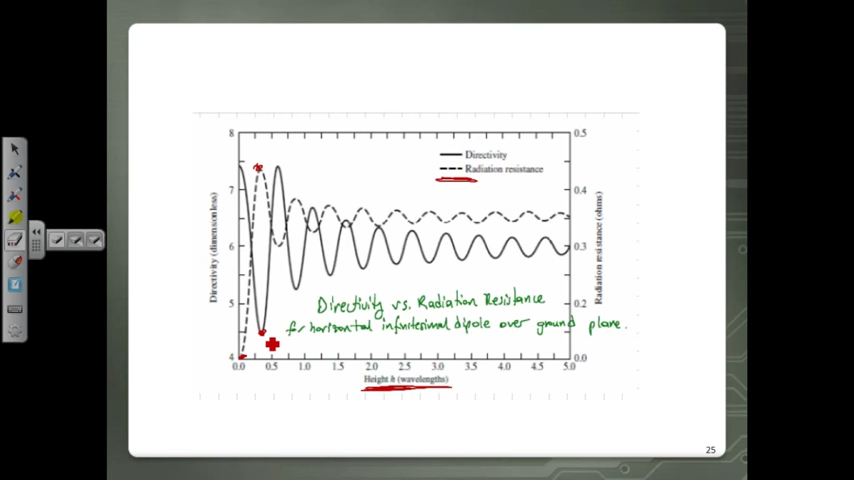 8
0.5
Directivity
Radiation resistance
7
0.4
Directivity (dimensonless)
6
0.3
Radiation resistance (ohms)
5
0.2
Directivity vs. Radiation Resistance
for horizontal infinitesimal dipole over ground plane.
4
0.0
0.0 0.5 1.0 1.5 2.0 2.5 3.0 3.5 4.0 4.5 5.0
Height h (wavelengths)
25